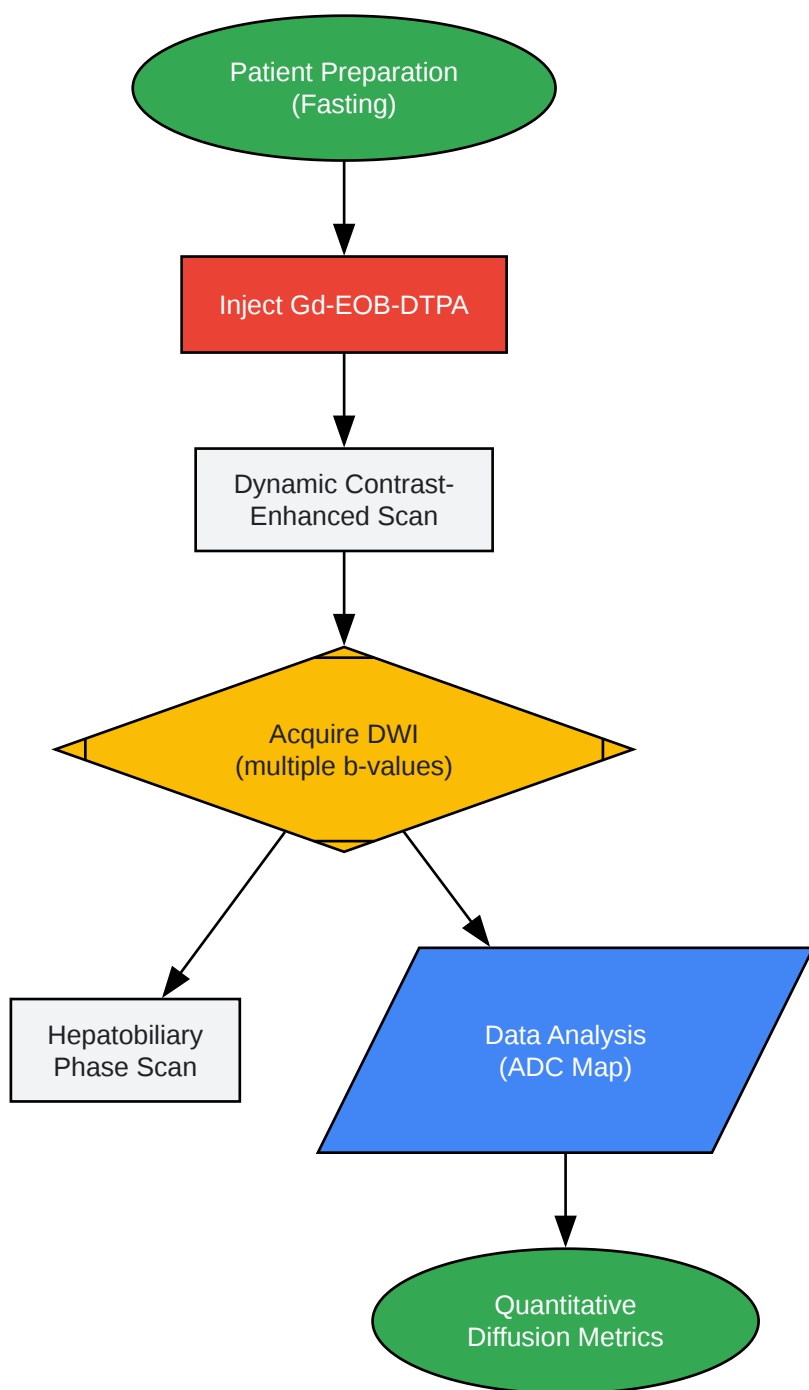 Patient Preparation
(Fasting)
Inject Gd-EOB-DTPA
Dynamic Contrast-
Enhanced Scan
Acquire DWI
(multiple b-values)
Hepatobiliary
Phase Scan
Data Analysis
(ADC Map)
Quantitative
Diffusion Metrics